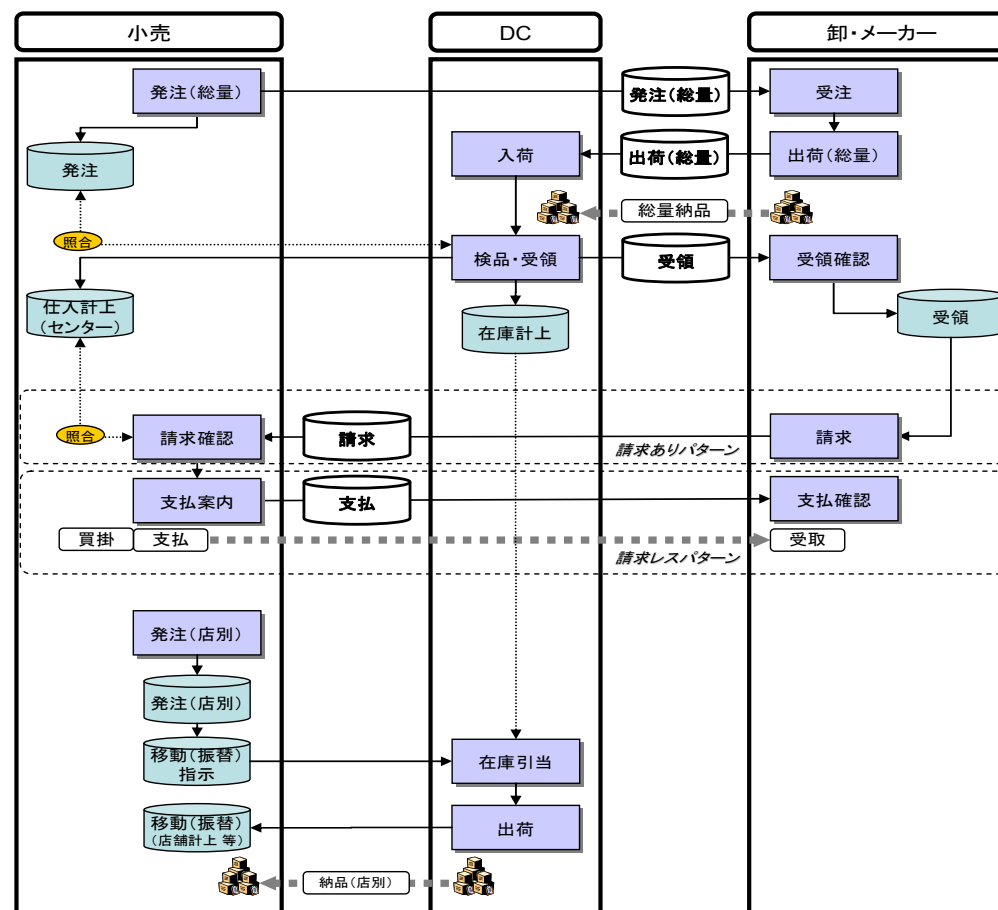 小売
DC
卸・メーカー
発注(総量)
発注(総量)
受注
発注
入荷
出荷(総量)
出荷(総量)
総量納品
照合
検品・受領
受領
受領確認
仕入計上
(センター)
在庫計上
受領
照合
請求確認
請求
請求
請求ありパターン
支払案内
支払
支払確認
買掛
支払
受取
請求レスパターン
発注(店別)
発注(店別)
移動(振替)
指示
在庫引当
移動(振替)
(店舗計上 等)
出荷
納品(店別)